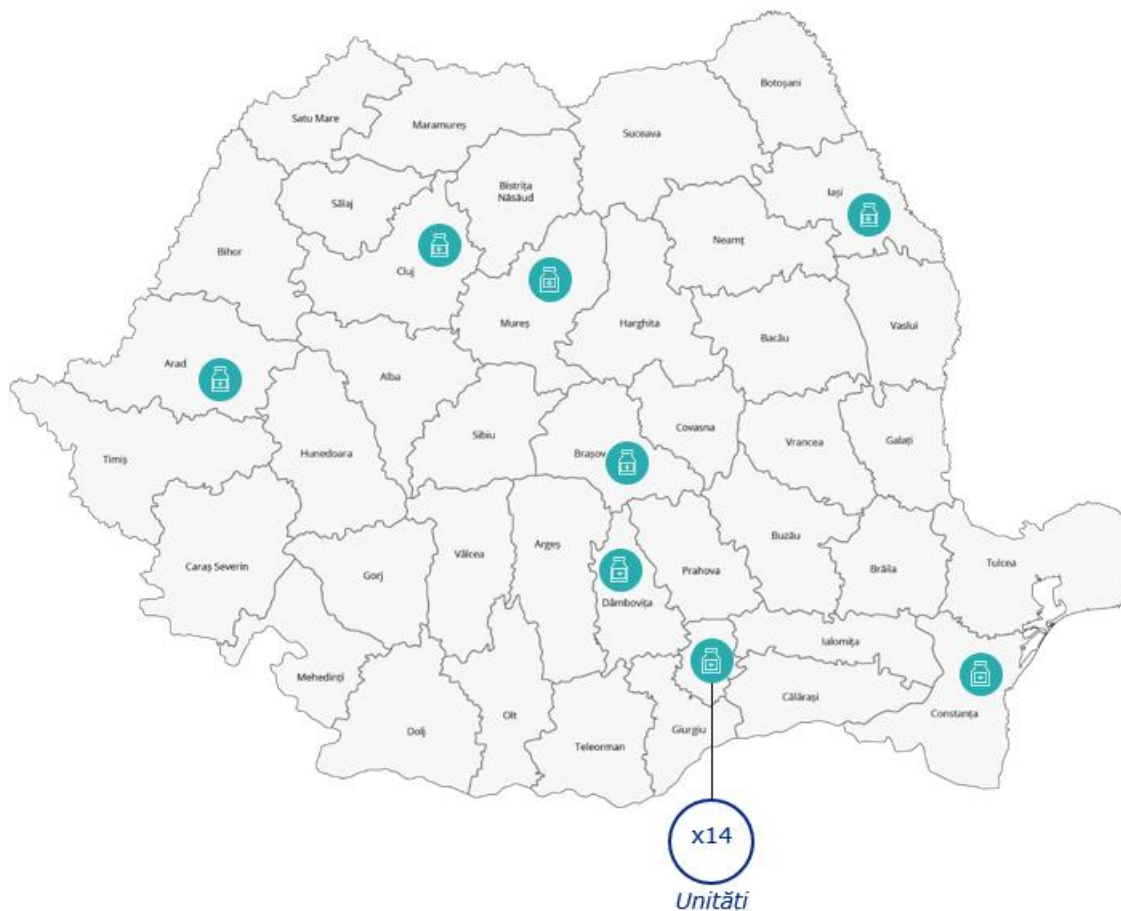 Botoșani
Satu Mare
Maramureș
Suceava
Iași
Bistrița
Năsăud
Sălaj
Neamț
Bihor
Cluj
Mureș
Harghita
Bacău
Vaslui
Arad
Alba
Sibiu
Covasna
Vrancea
Galați
Timiș
Hunedoara
Brașov
Caraș Severin
Gorj
Vâlcea
Argeș
Dâmbovița
Prahova
Buzău
Brăila
Tulcea
Ialomița
Mehedinți
Călărași
Constanța
Dolj
Olt
Teleorman
Giurgiu
x14
Unități